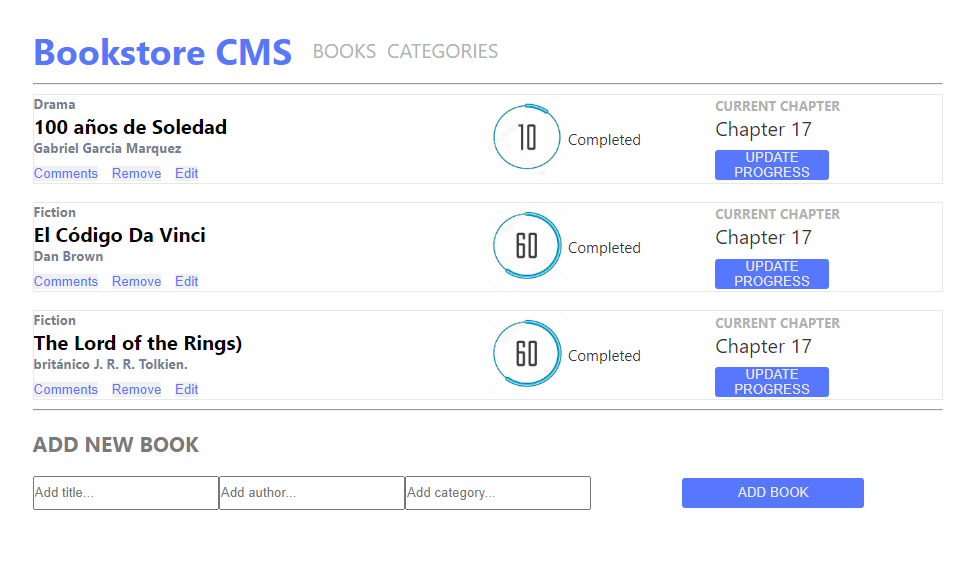 Bookstore CMS BOOKS CATEGORIES
Drama
100 años de Soledad
Gabriel Garcia Marquez
Comments Remove Edit
10 Completed
CURRENT CHAPTER
Chapter 17
UPDATE
PROGRESS
Fiction
El Código Da Vinci
Dan Brown
Comments Remove Edit
60 Completed
CURRENT CHAPTER
Chapter 17
UPDATE
PROGRESS
Fiction
The Lord of the Rings)
británico J. R. R. Tolkien.
Comments Remove Edit
60 Completed
CURRENT CHAPTER
Chapter 17
UPDATE
PROGRESS
ADD NEW BOOK
Add title... Add author... Add category... ADD BOOK